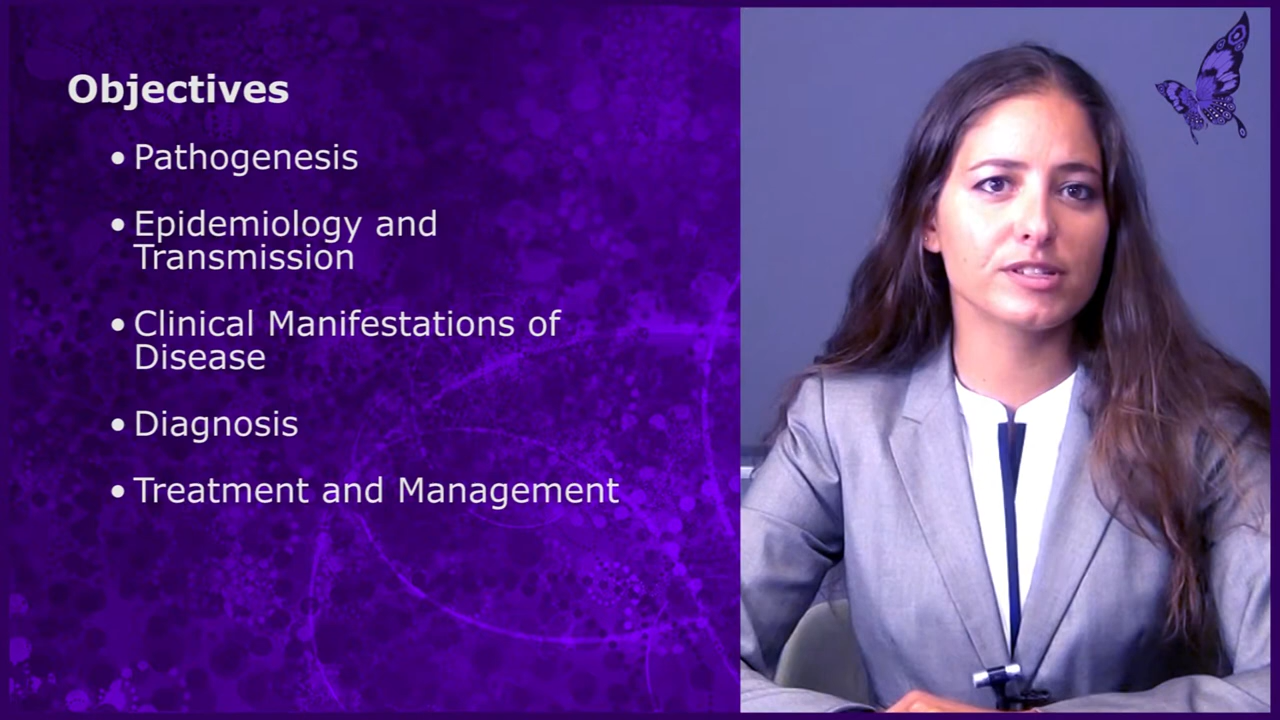 Objectives
• Pathogenesis
• Epidemiology and
Transmission
• Clinical Manifestations of
Disease
• Diagnosis
• Treatment and Management